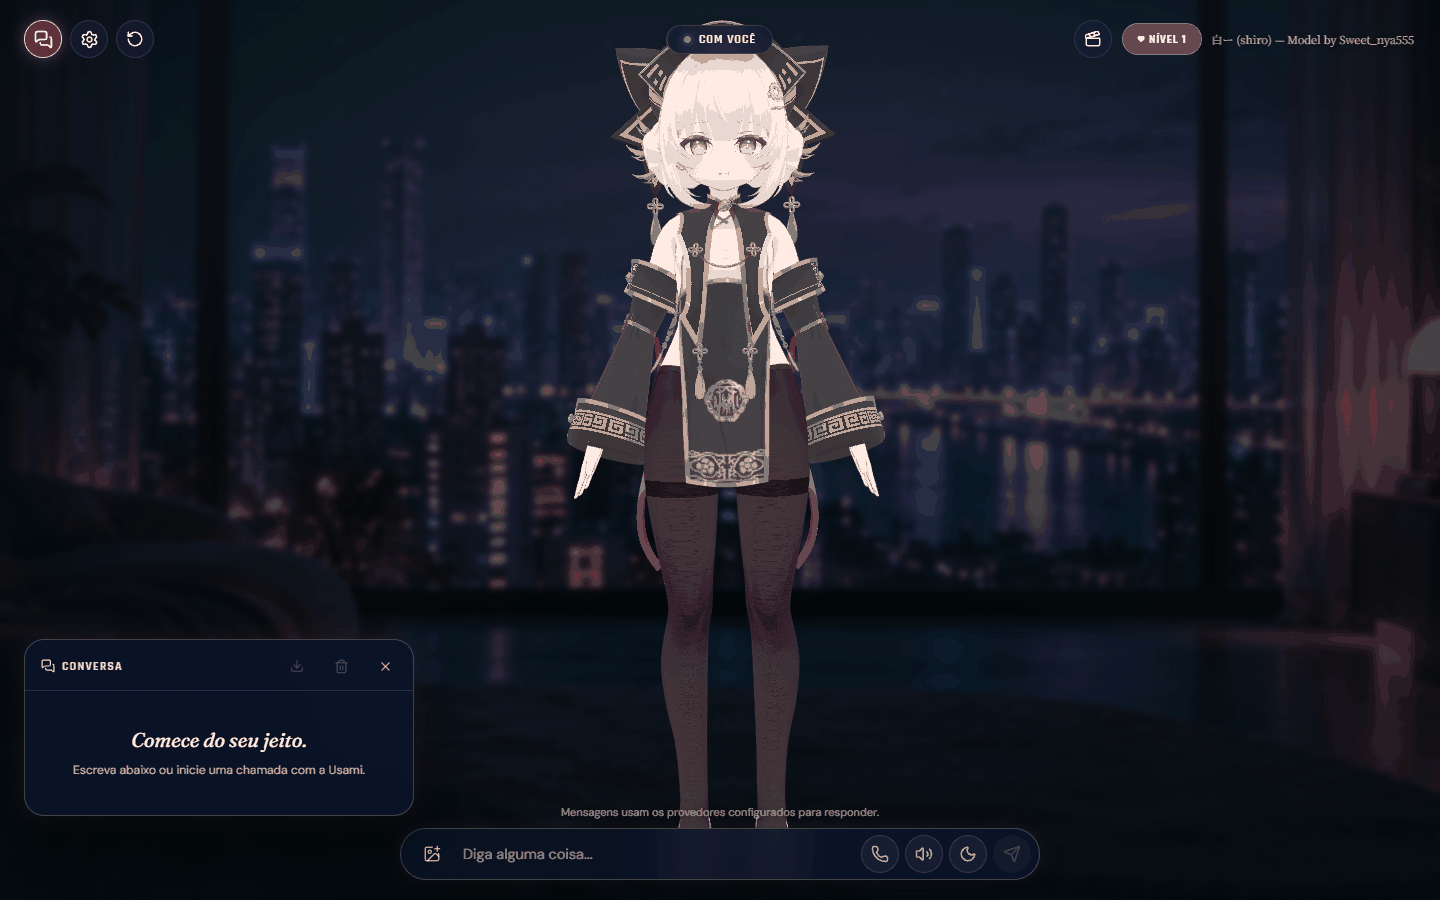 COM VOCÊ
NÍVEL 1
白一 (shiro) — Model by Sweet_nya555
CONVERSA
Comece do seu jeito.
Escreva abaixo ou inicie uma chamada com a Usami.
Mensagens usam os provedores configurados para responder.
Diga alguma coisa...